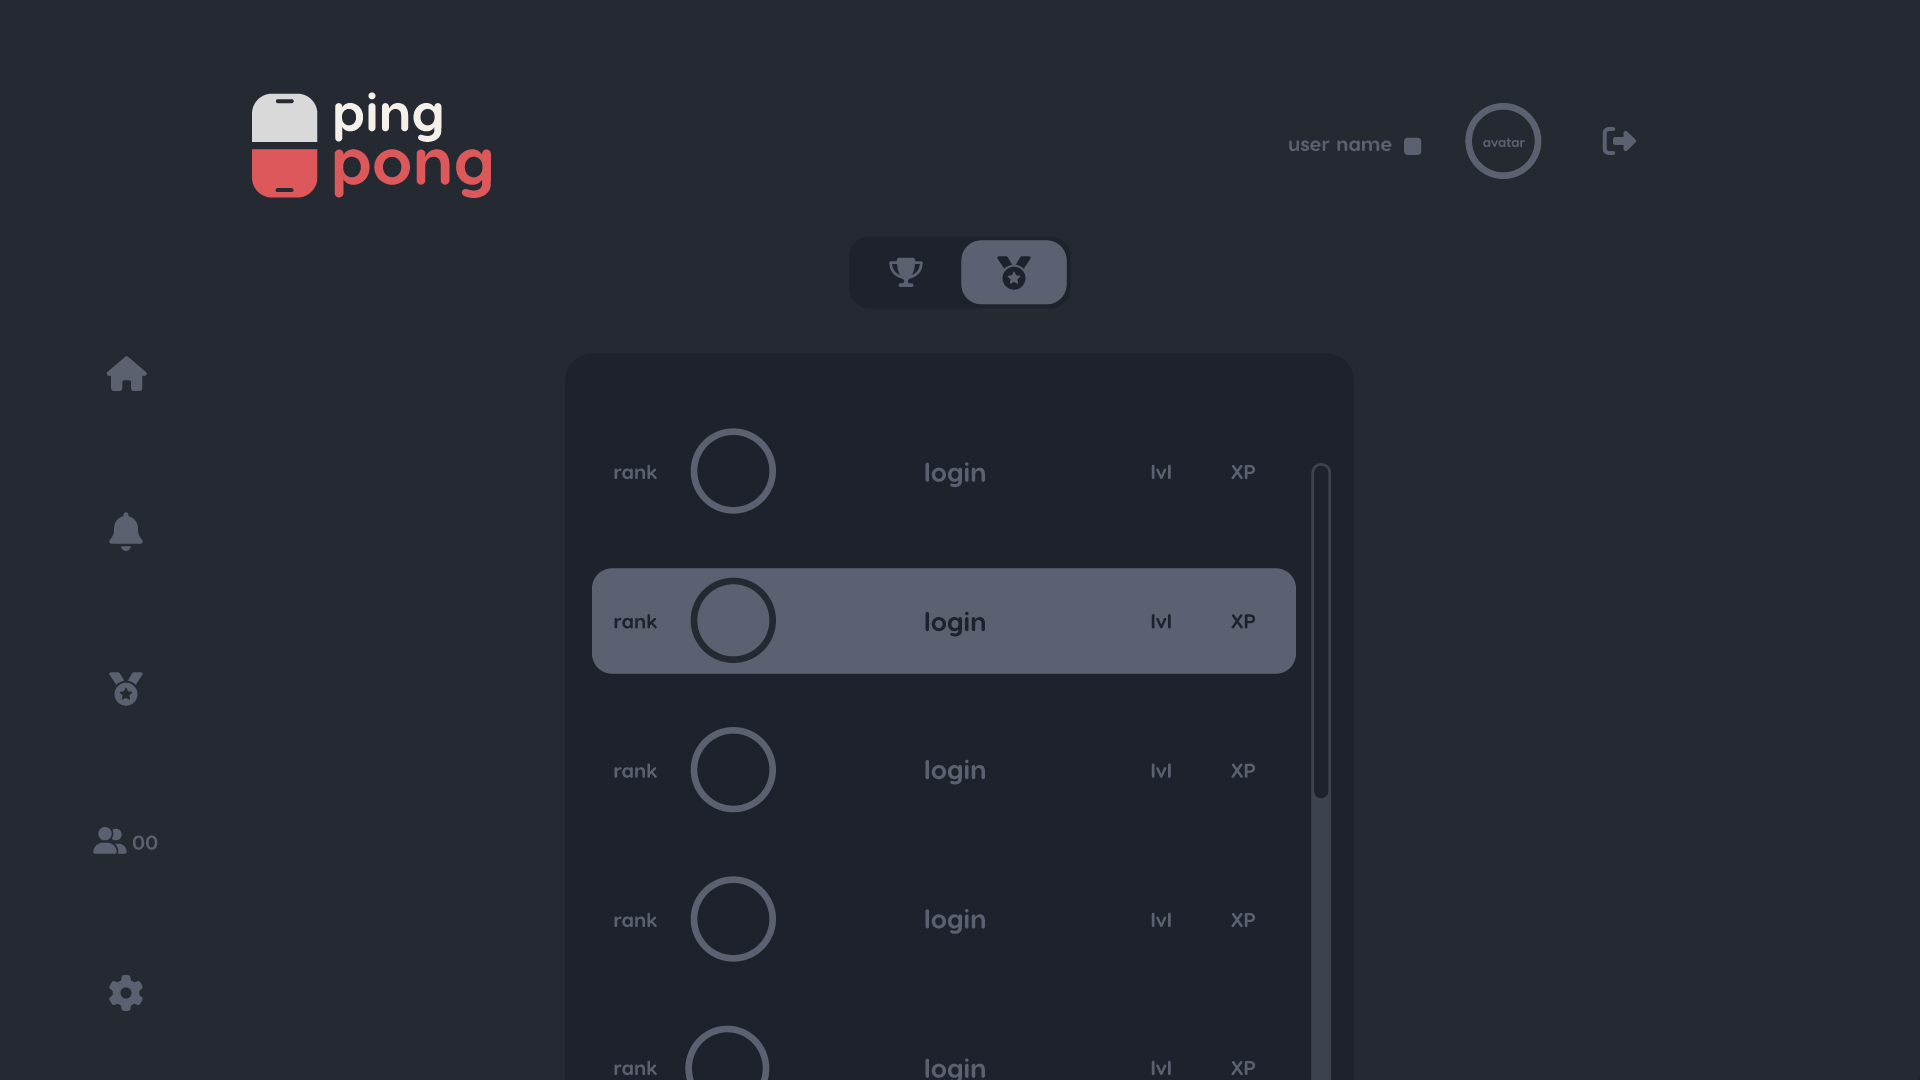 ping
pong
user name
avatar
rank login lvl XP
rank login lvl XP
rank login lvl XP
00
rank login lvl XP
rank login lvl XP